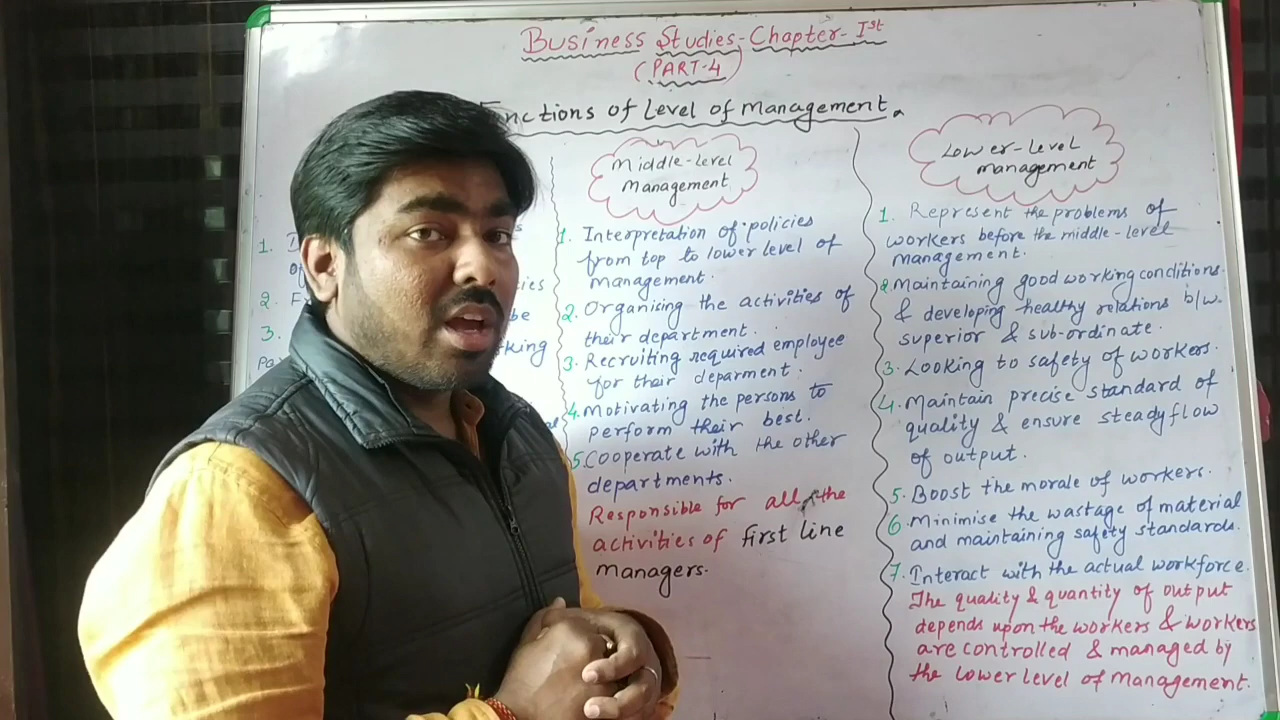 Business Studies-Chapter-Ist
(PART-4)
of Level of Management.
1.
2.
3.
be
Middle-level
Management
1. Interpretation of policies
from top to lower level of
management.
2. Organising the activities of
their department.
3. Recruiting required employee
for their deparment.
4. Motivating the persons to
perform their best.
5. Cooperate with the other
departments.
Responsible for all the
activities of first line
managers.
Lower-level
management
1. Represent the problems of
workers before the middle-level
management.
2 Maintaining good working conditions.
& developing healthy relations b/w.
superior & sub-ordinate.
3. Looking to safety of workers.
4. Maintain precise standard of
quality & ensure steady flow
of output.
5. Boost the morale of workers.
6. Minimise the wastage of material
and maintaining safety standards.
7. Interact with the actual workforce.
The quality & quantity of output
depends upon the workers & workers
are controlled & managed by
the lower level of management.